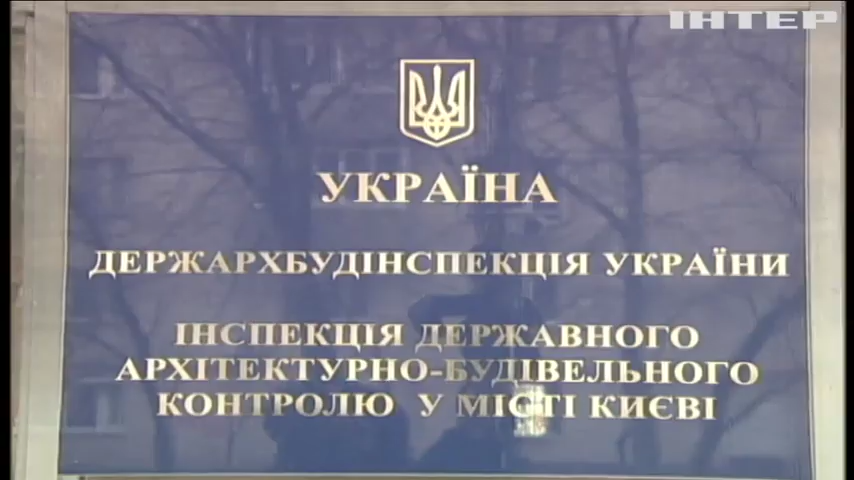 ІНТЕР
УКРАЇНА
ДЕРЖАРХБУДІНСПЕКЦІЯ УКРАЇНИ
ІНСПЕКЦІЯ ДЕРЖАВНОГО
АРХІТЕКТУРНО-БУДІВЕЛЬНОГО
КОНТРОЛЮ У МІСТІ КИЄВІ